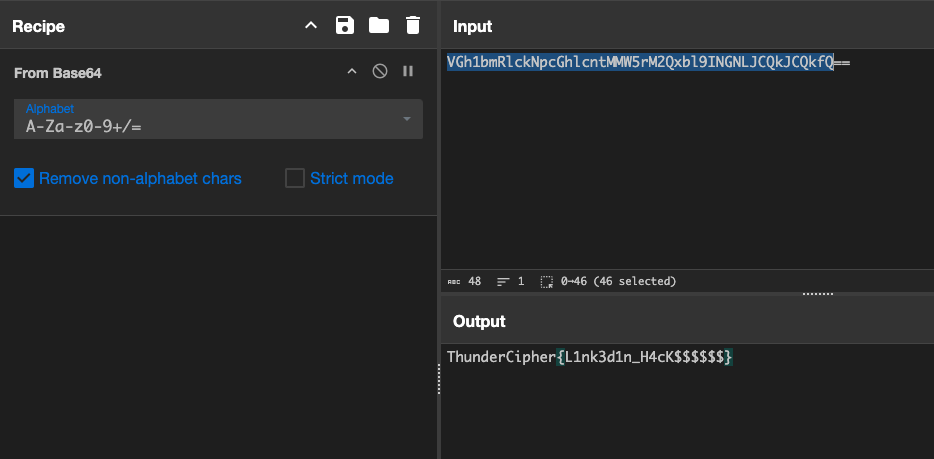 Recipe
From Base64
Alphabet
A-Za-z0-9+/=
Remove non-alphabet chars
Strict mode
Input
VGh1bmRlckNpcGhlcntMMW5rM2Qxbl9INGNLJCQkJCQkfQ==
ABC 48 1 0→46 (46 selected)
Output
ThunderCipher{L1nk3d1n_H4cK$$$$$$}